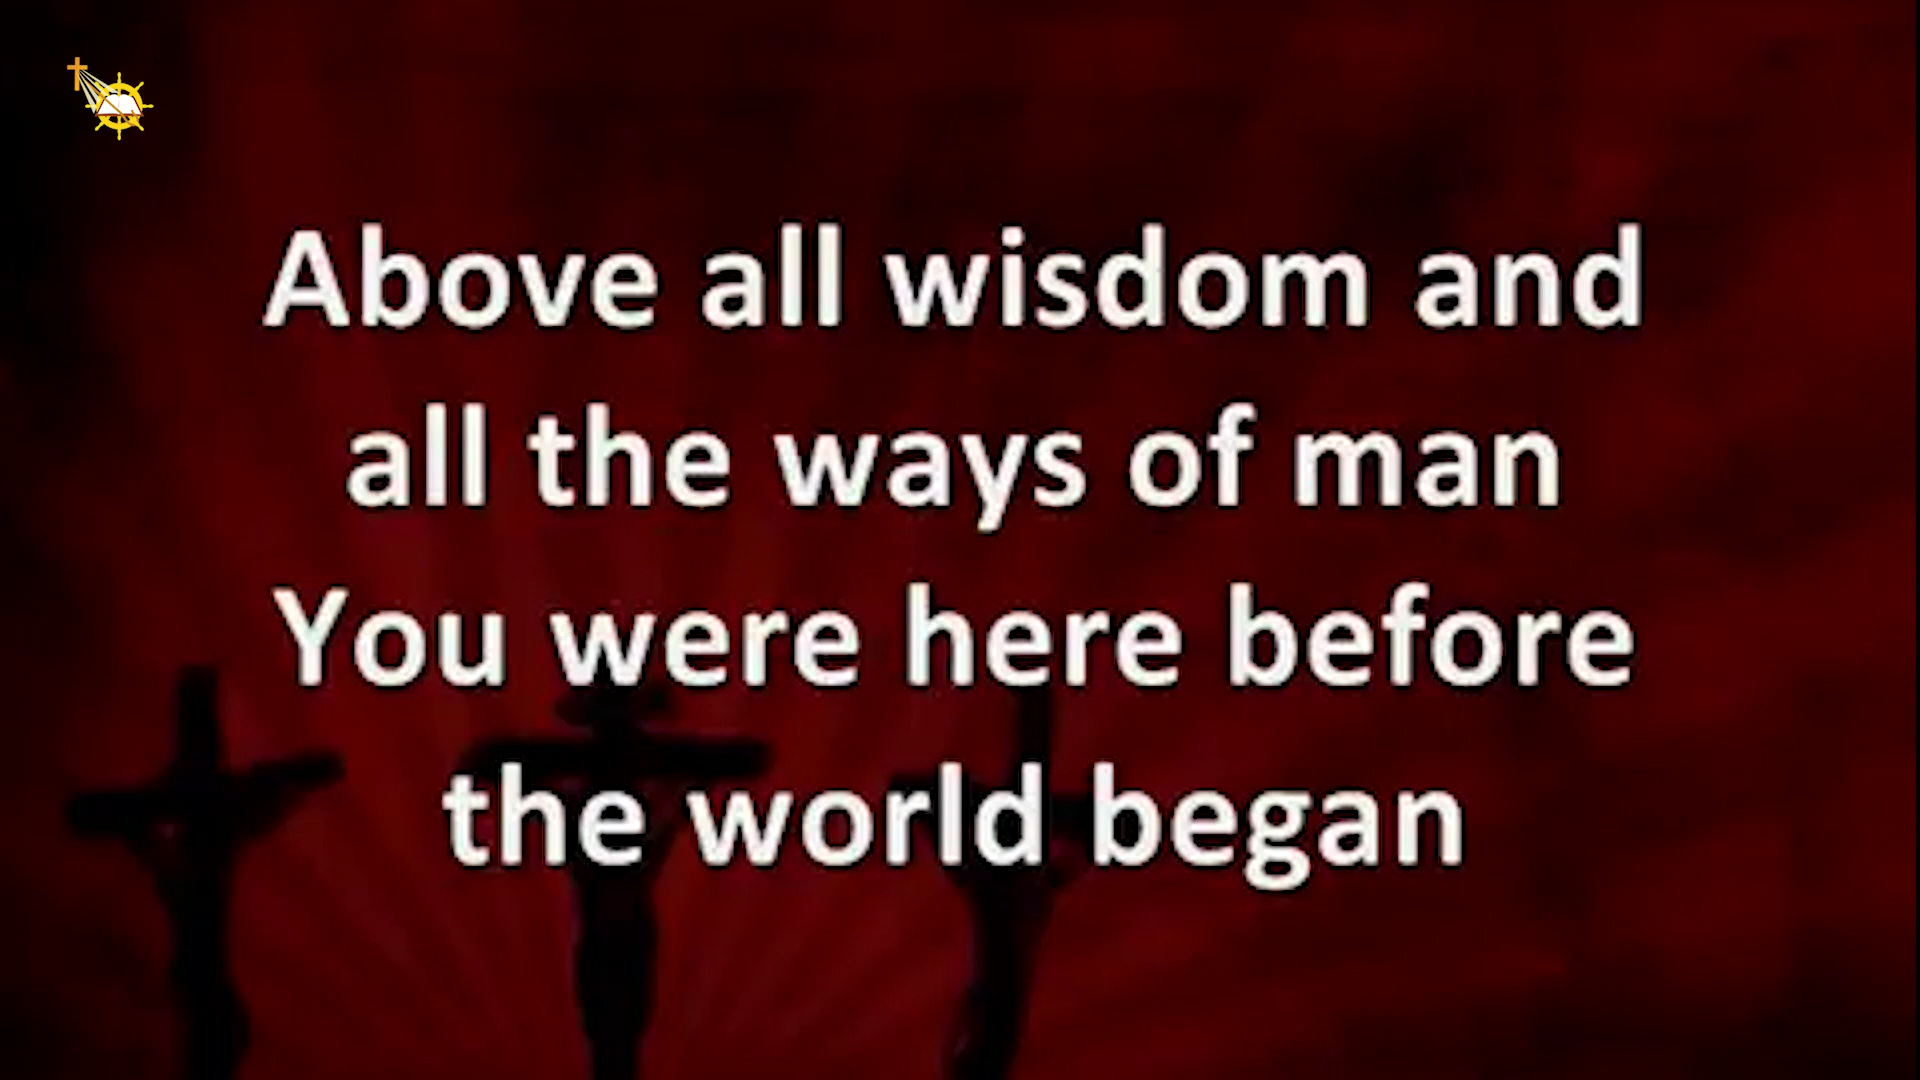 Above all wisdom and
all the ways of man
You were here before
the world began